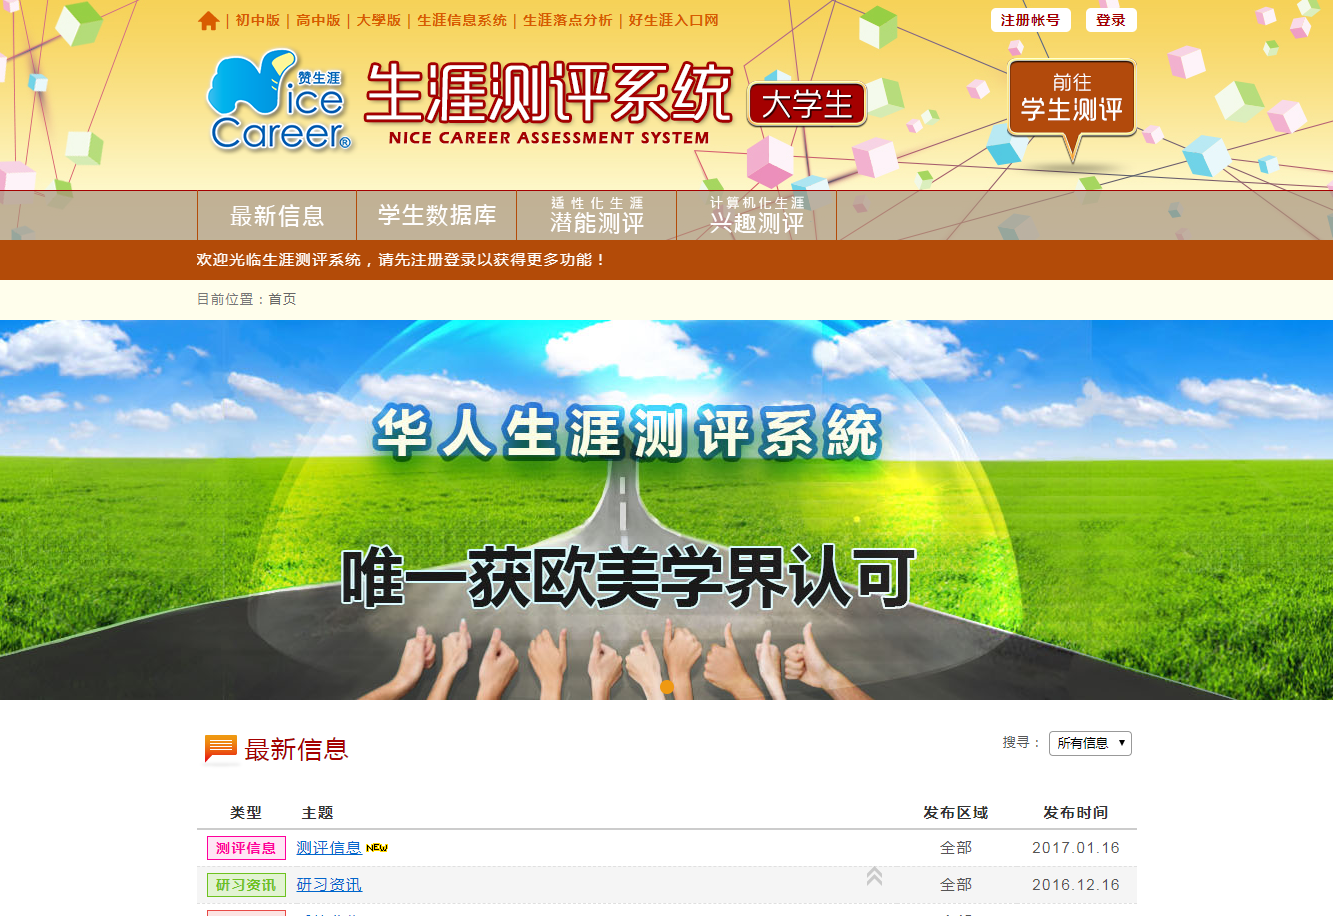 初中版 | 高中版 | 大學版 | 生涯信息系统 | 生涯落点分析 | 好生涯入口网
注册帐号 登录
赞生涯
Nice
Career®
生涯测评系统
大学生
NICE CAREER ASSESSMENT SYSTEM
前往
学生测评
最新信息
学生数据库
适性化生涯
潜能测评
计算机化生涯
兴趣测评
欢迎光临生涯测评系统，请先注册登录以获得更多功能！
目前位置：首页
华人生涯测评系統
唯一获欧美学界认可
最新信息
搜寻： 所有信息
类型 主题 发布区域 发布时间
测评信息 测评信息 NEW 全部 2017.01.16
研习资讯 研习资讯 全部 2016.12.16